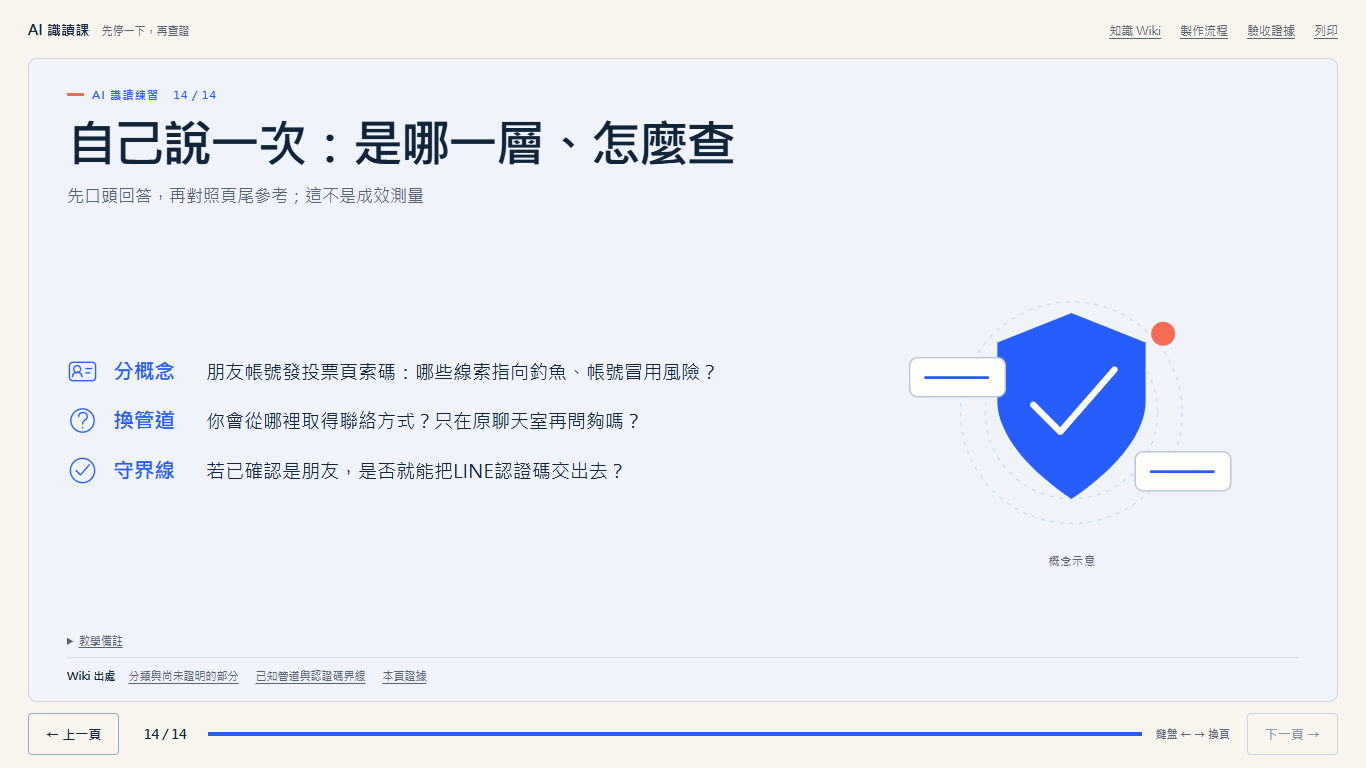 AI 識讀課 先停一下，再查證
知識 Wiki 製作流程 驗收證據 列印
AI 識讀練習 14 / 14
自己說一次：是哪一層、怎麼查
先口頭回答，再對照頁尾參考；這不是成效測量
分概念 朋友帳號發投票頁索碼：哪些線索指向釣魚、帳號冒用風險？
換管道 你會從哪裡取得聯絡方式？只在原聊天室再問夠嗎？
守界線 若已確認是朋友，是否就能把LINE認證碼交出去？
概念示意
▶ 教學備註
Wiki 出處 分類與尚未證明的部分 已知管道與認證碼界線 本頁證據
← 上一頁 14 / 14 鍵盤 ← → 換頁 下一頁 →